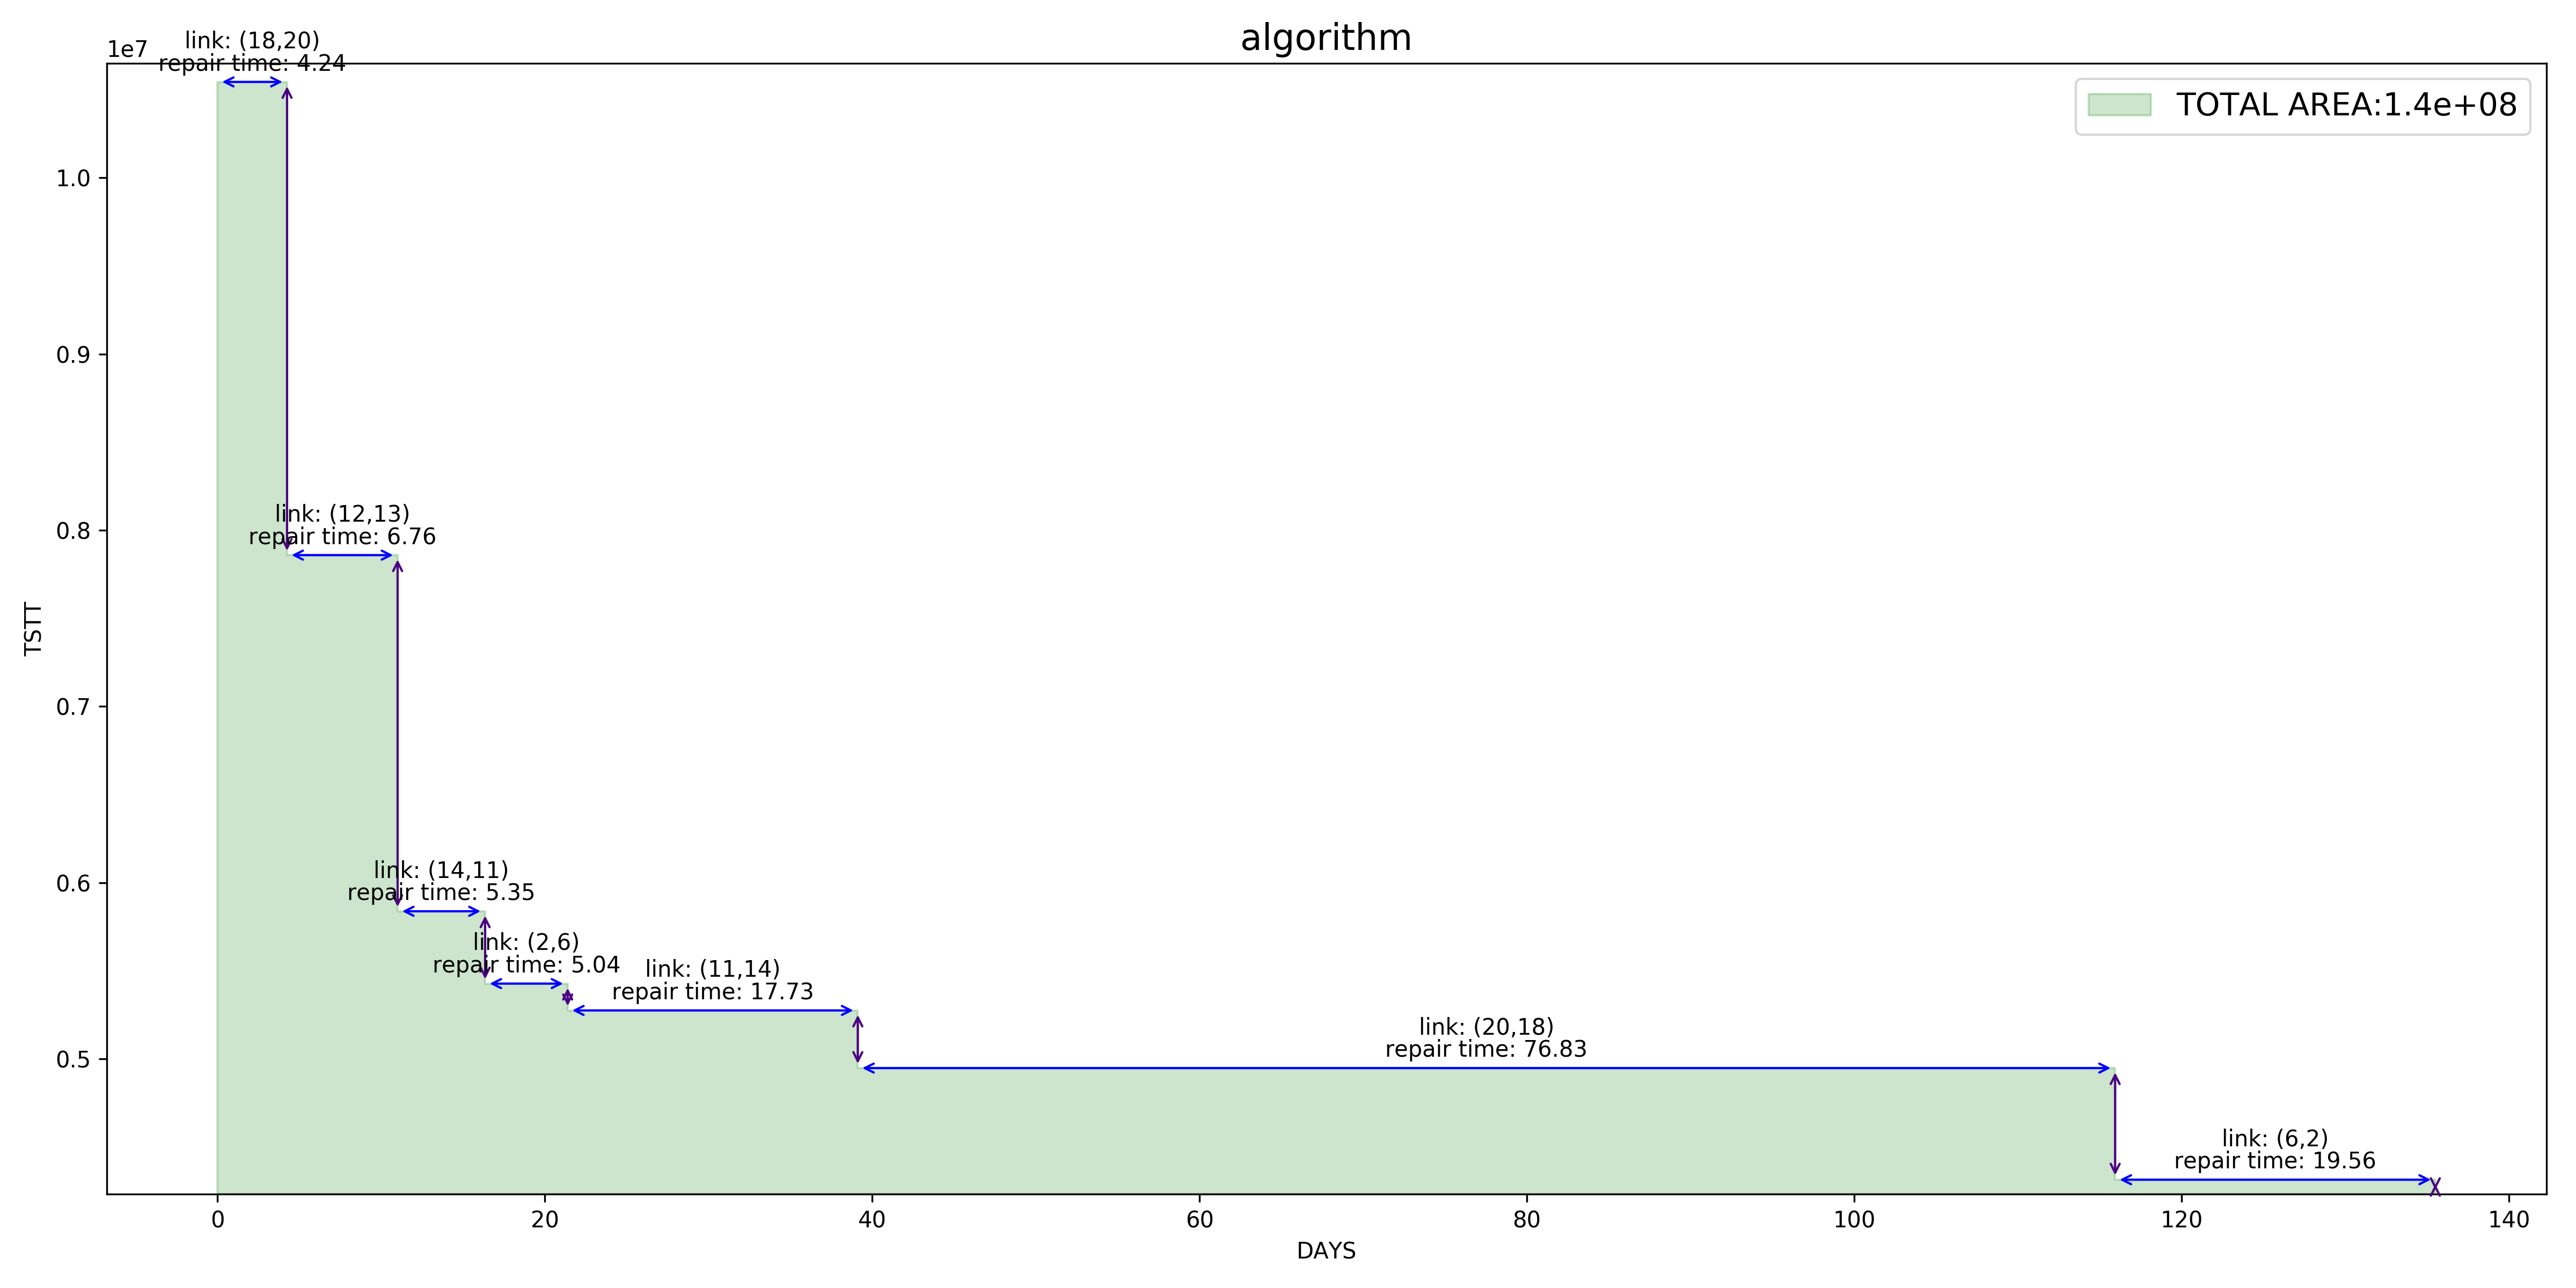 algorithm
1e7
link: (18,20)
repair time: 4.24
TOTAL AREA:1.4e+08
1.0
0.9
0.8
0.7
0.6
0.5
TSTT
link: (12,13)
repair time: 6.76
link: (14,11)
repair time: 5.35
link: (2,6)
repair time: 5.04
link: (11,14)
repair time: 17.73
link: (20,18)
repair time: 76.83
link: (6,2)
repair time: 19.56
0 20 40 60 80 100 120 140
DAYS